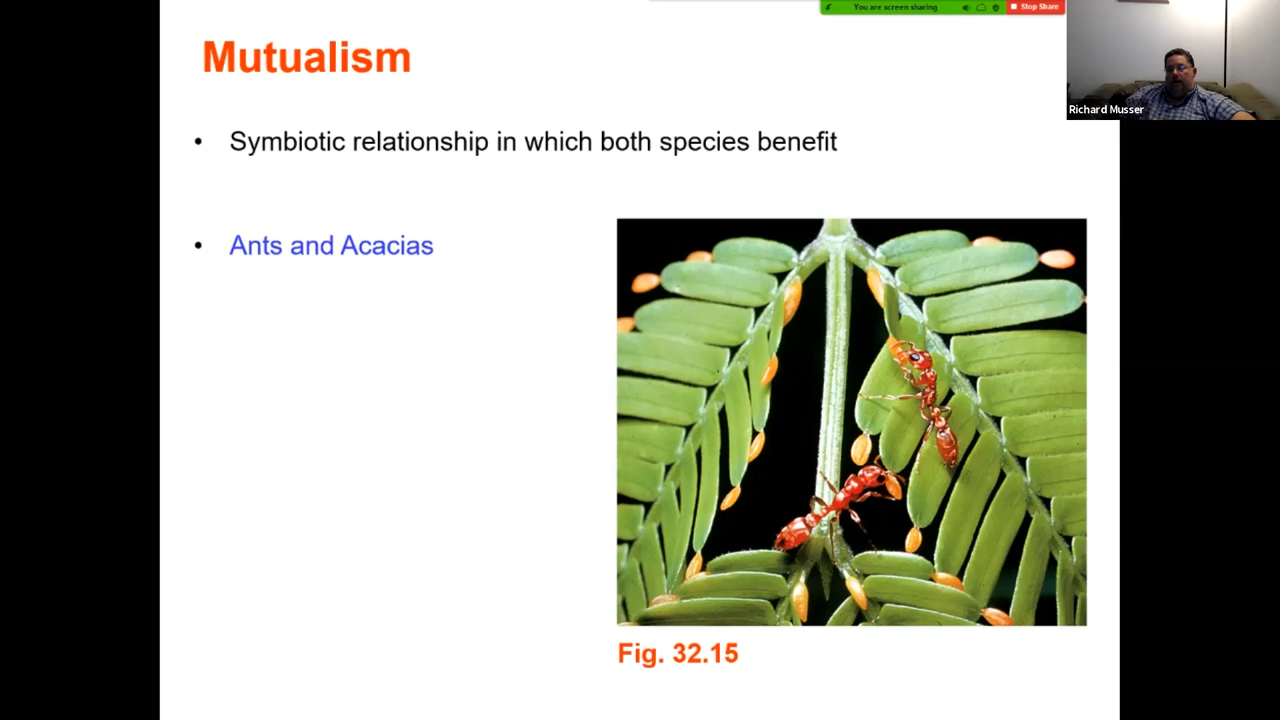 You are screen sharing
Stop Share
Mutualism
Richard Musser
• Symbiotic relationship in which both species benefit
• Ants and Acacias
Fig. 32.15